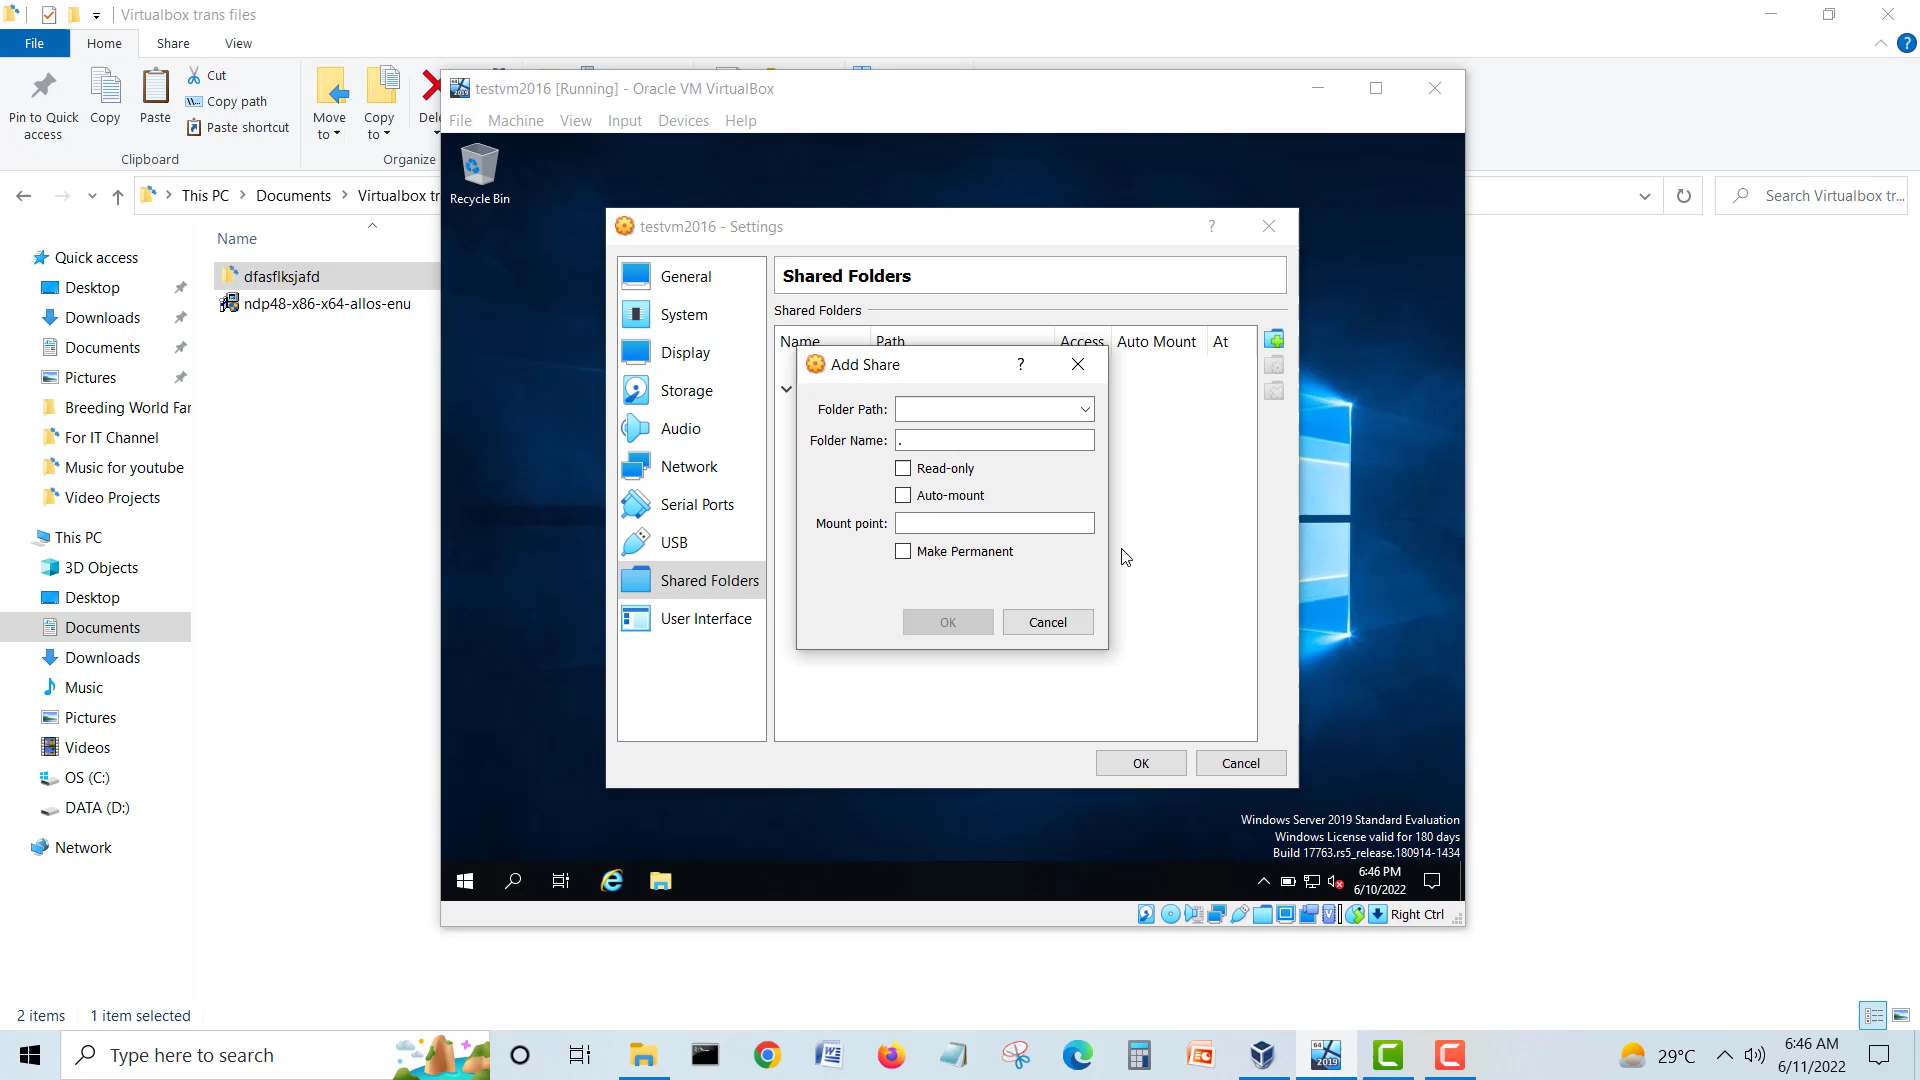 Virtualbox trans files
File
Home
Share
View
Pin to Quick access
Copy
Paste
Cut
Copy path
Paste shortcut
Clipboard
Move to
Copy to
Organize
This PC
Documents
Search Virtualbox tr...
Name
dfasflksjafd
ndp48-x86-x64-allos-enu
Quick access
Desktop
Downloads
Documents
Pictures
Breeding World Far
For IT Channel
Music for youtube
Video Projects
This PC
3D Objects
Desktop
Documents
Downloads
Music
Pictures
Videos
OS (C:)
DATA (D:)
Network
2 items
1 item selected
testvm2016 [Running] - Oracle VM VirtualBox
File
Machine
View
Input
Devices
Help
Recycle Bin
testvm2016 - Settings
?
General
System
Display
Storage
Audio
Network
Serial Ports
USB
Shared Folders
User Interface
Shared Folders
Shared Folders
Name
Path
Access
Auto Mount
At
Add Share
?
Folder Path:
Folder Name:
.
Read-only
Auto-mount
Mount point:
Make Permanent
OK
Cancel
OK
Cancel
Windows Server 2019 Standard Evaluation
Windows License valid for 180 days
Build 17763.rs5_release.180914-1434
6:46 PM
6/10/2022
Right Ctrl
Type here to search
29°C
6:46 AM
6/11/2022